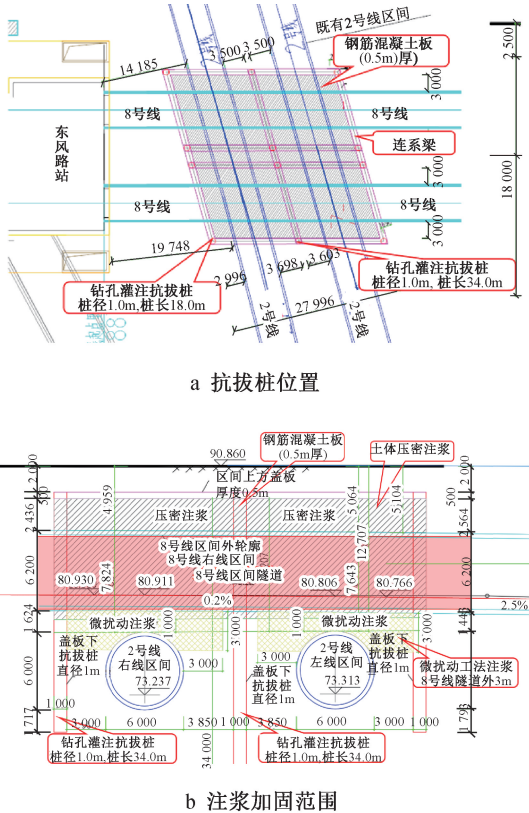 既有2号线区间
2号线
2号线
钢筋混凝土板
(0.5m)厚)
14 185
3 500
3 500
2 500
3 000
8号线
8号线
东风路站
连系梁
3 000
18 000
8号线
8号线
3 000
19 748
2 996
3 698
3 603
27 996
2号线
2号线
钻孔灌注抗拔桩
桩径1.0m,桩长18.0m
钻孔灌注抗拔桩
桩径1.0m, 桩长34.0m
a 抗拔桩位置
钢筋混凝土板
(0.5m厚)
土体压密注浆
90.860
区间上方盖板
厚度0.5m
2 000
500
2 436
4 959
5 064
5 104
2 000
500
2 564
压密注浆
压密注浆
12,707
8号线区间外轮廓
8号线右线区间
8号线区间隧道
6 200
7,824
7,643
6 200
80.930
80.911
80.806
80.766
0.2%
2.5%
1 624
1 000
3 000
1 000
微扰动注浆
微扰动注浆
盖板下
抗拔桩
直径1m
2号线
右线区间
73.237
3 000
盖板下
抗拔桩
直径1m
3 000
2号线
左线区间
73.313
盖板下
抗拔桩
直径1m
3 000
微扰动工法注浆
8号线隧道外3m
6 000
6 000
1 000
1717
1 793
3 000
6 000
3 850
1 000
3 850
6 000
3 000
1 000
34 000
钻孔灌注抗拔桩
桩径1.0m,桩长34.0m
钻孔灌注抗拔桩
桩径1.0m,桩长34.0m
b 注浆加固范围